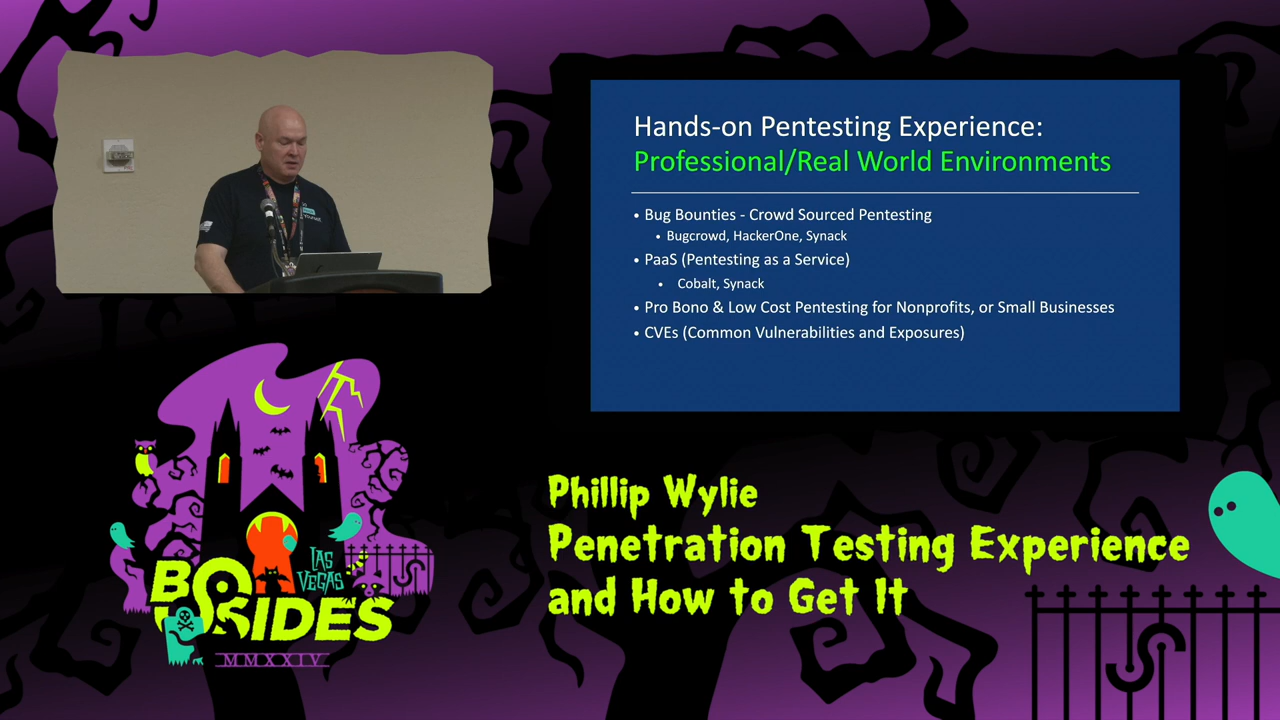 Hands-on Pentesting Experience:
Professional/Real World Environments
• Bug Bounties - Crowd Sourced Pentesting
• Bugcrowd, HackerOne, Synack
• PaaS (Pentesting as a Service)
• Cobalt, Synack
• Pro Bono & Low Cost Pentesting for Nonprofits, or Small Businesses
• CVEs (Common Vulnerabilities and Exposures)
LAS
VEGAS
BSIDES
MMXXIV
Phillip Wylie
Penetration Testing Experience
and How to Get It